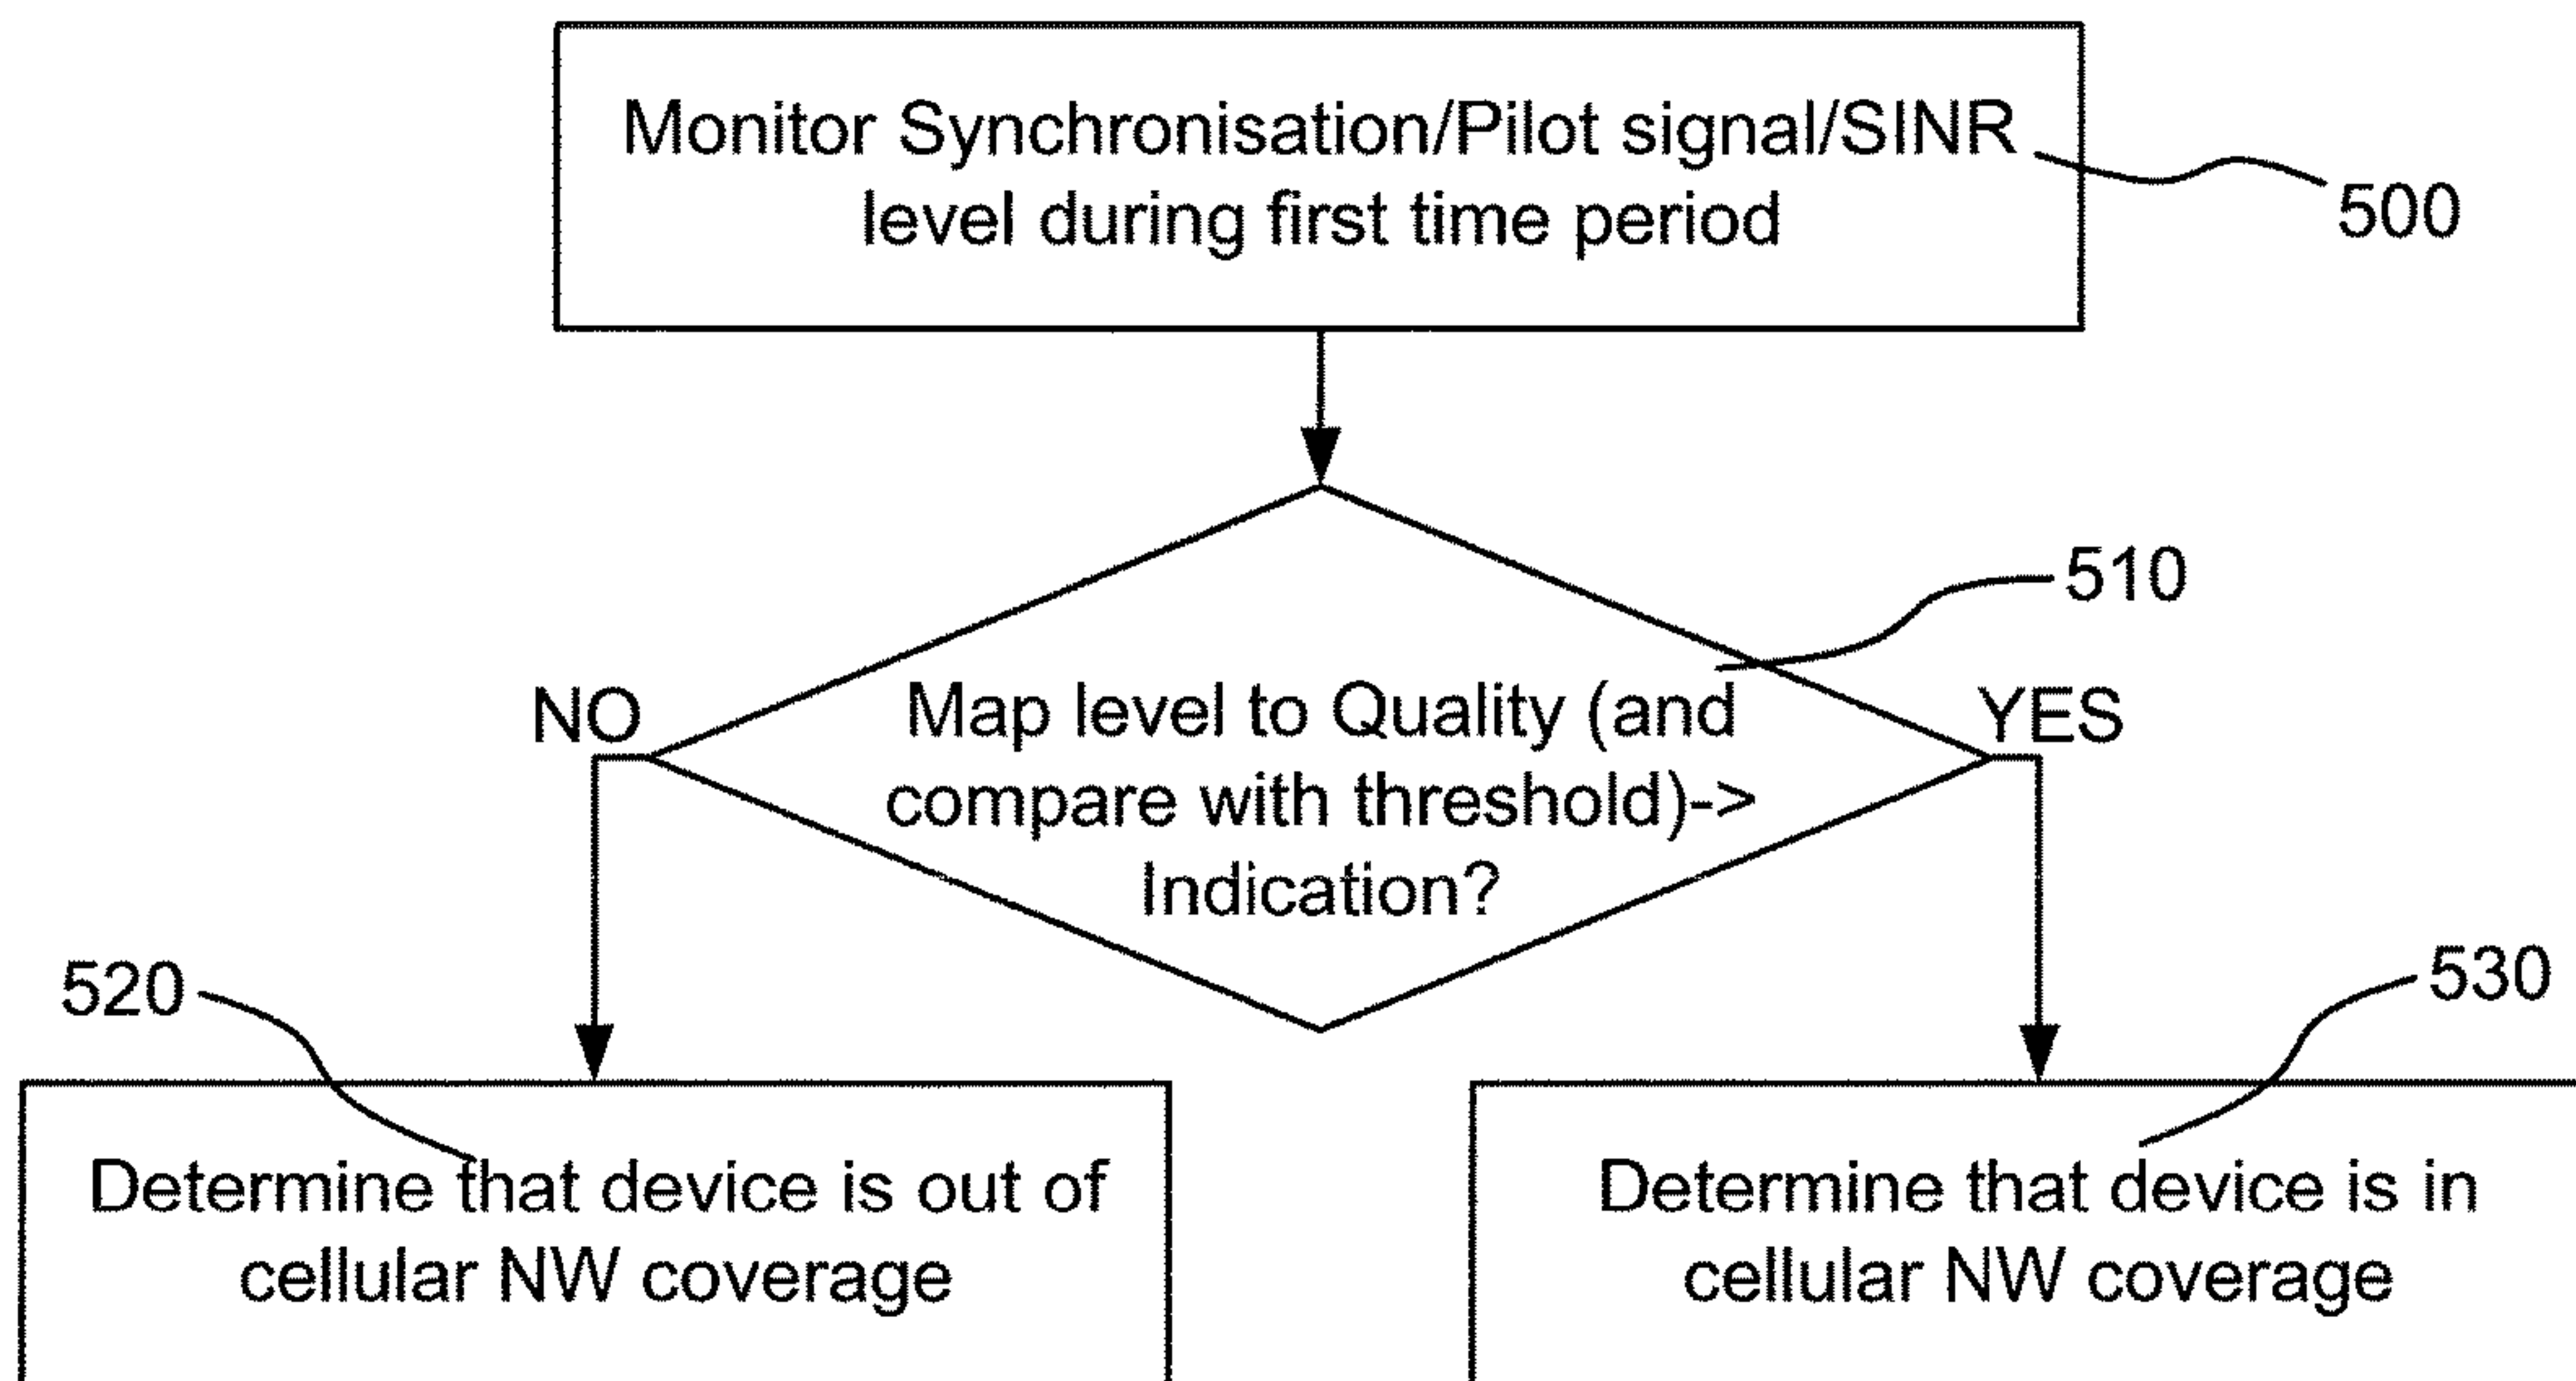 Monitor Synchronisation/Pilot signal/SINR
level during first time period
500
510
NO
Map level to Quality (and
compare with threshold)->
Indication?
YES
520
530
Determine that device is out of
cellular NW coverage
Determine that device is in
cellular NW coverage